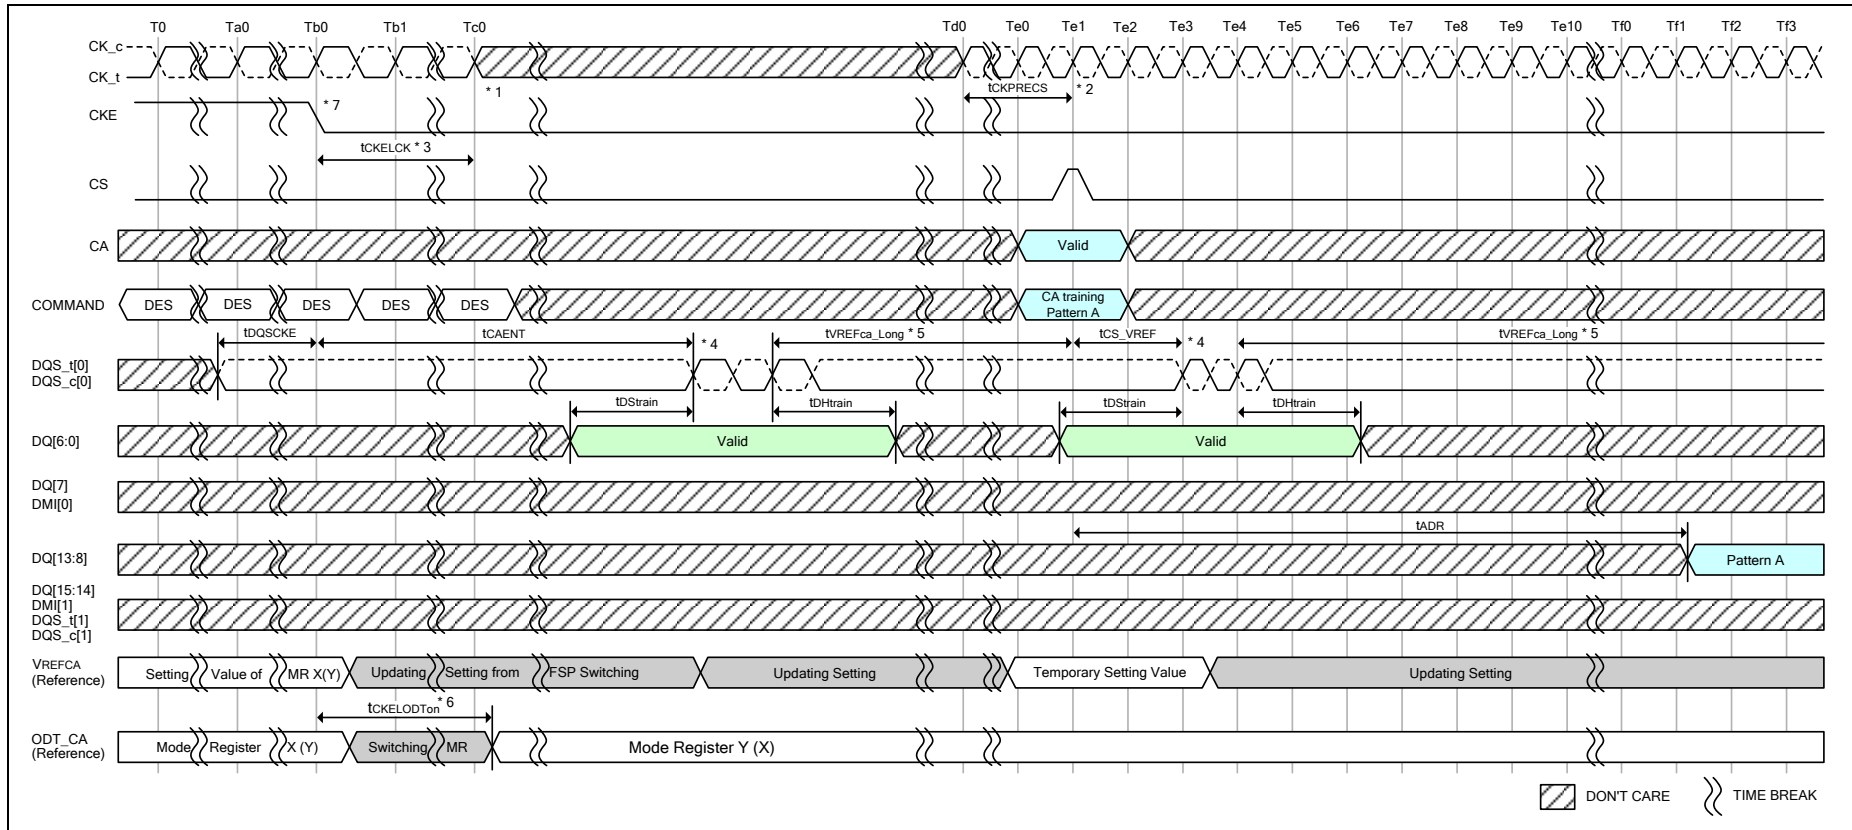 T0 Ta0 Tb0 Tb1 Tc0 Td0 Te0 Te1 Te2 Te3 Te4 Te5 Te6 Te7 Te8 Te9 Te10 Tf0 Tf1 Tf2 Tf3
CK_c
CK_t
* 1
tCKPRECS * 2
CKE
* 7
tCKELCK * 3
CS
CA
Valid
COMMAND
DES DES DES DES DES
CA training
Pattern A
tDQSCKE tCAENT * 4 tVREFca_Long * 5 tCS_VREF * 4 tVREFca_Long * 5
DQS_t[0]
DQS_c[0]
tDStrain tDHtrain tDStrain tDHtrain
DQ[6:0]
Valid Valid
DQ[7]
DMI[0]
tADR
DQ[13:8]
Pattern A
DQ[15:14]
DMI[1]
DQS_t[1]
DQS_c[1]
VREFCA
(Reference)
Setting Value of MR X(Y) Updating Setting from FSP Switching Updating Setting Temporary Setting Value Updating Setting
tCKELODTon * 6
ODT_CA
(Reference)
Mode Register X (Y) Switching MR Mode Register Y (X)
DON'T CARE TIME BREAK